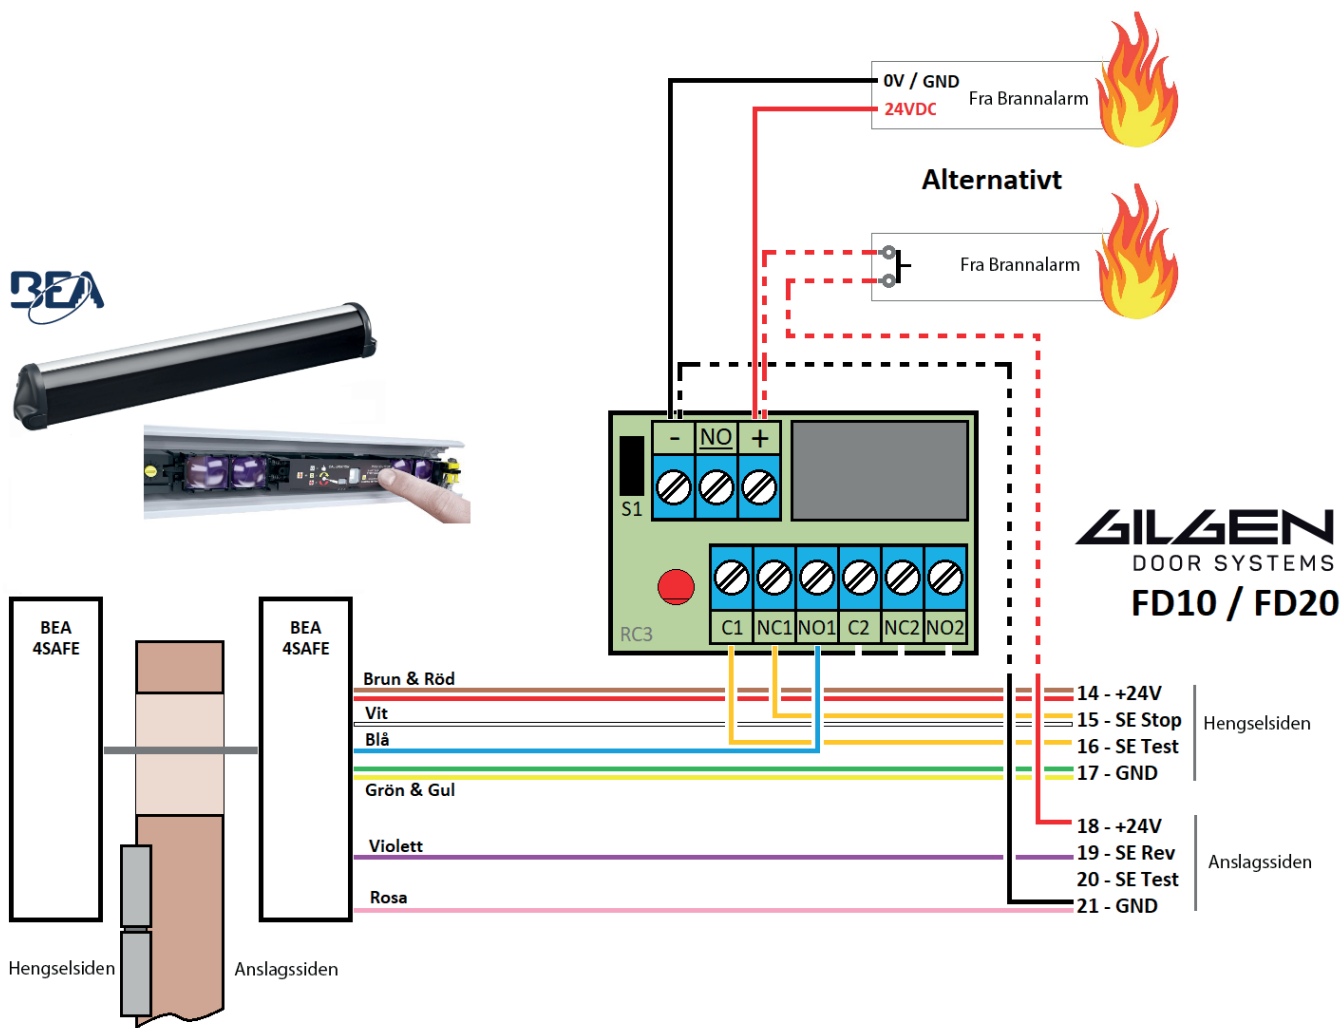 0V / GND
24VDC
Fra Brannalarm
Alternativt
Fra Brannalarm
BEA
- NO +
S1
GILGEN
DOOR SYSTEMS
FD10 / FD20
RC3
C1 NC1 NO1 C2 NC2 NO2
BEA
4SAFE
BEA
4SAFE
Brun & Röd
Vit
Blå
Grön & Gul
Violett
Rosa
14 - +24V
15 - SE Stop
16 - SE Test
17 - GND
Hengselsiden
18 - +24V
19 - SE Rev
20 - SE Test
21 - GND
Anslagssiden
Hengselsiden
Anslagssiden